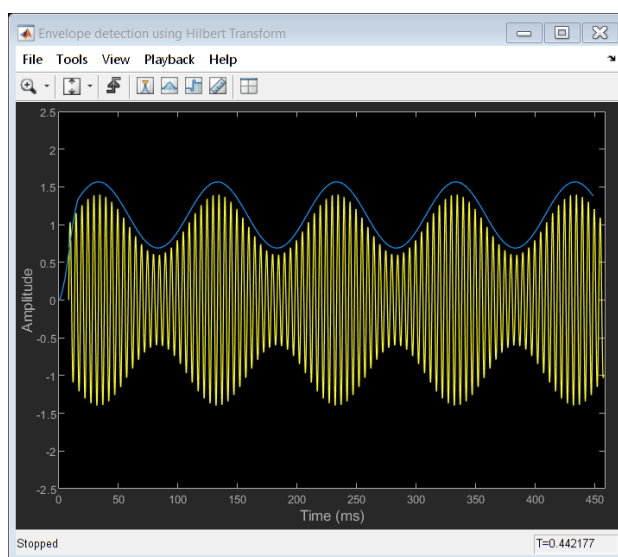 Envelope detection using Hilbert Transform
File Tools View Playback Help
2.5
2
1.5
1
0.5
0
-0.5
-1
-1.5
-2
-2.5
Amplitude
0 50 100 150 200 250 300 350 400 450
Time (ms)
Stopped T=0.442177